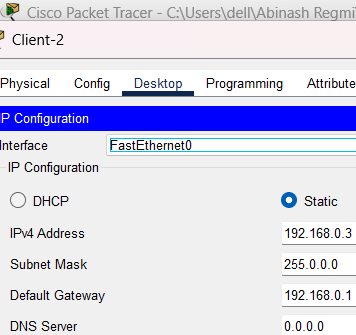 Cisco Packet Tracer - C:\Users\dell\Abinash Regmi
Client-2
Physical Config Desktop Programming Attribute
IP Configuration
Interface FastEthernet0
IP Configuration
DHCP Static
IPv4 Address 192.168.0.3
Subnet Mask 255.0.0.0
Default Gateway 192.168.0.1
DNS Server 0.0.0.0